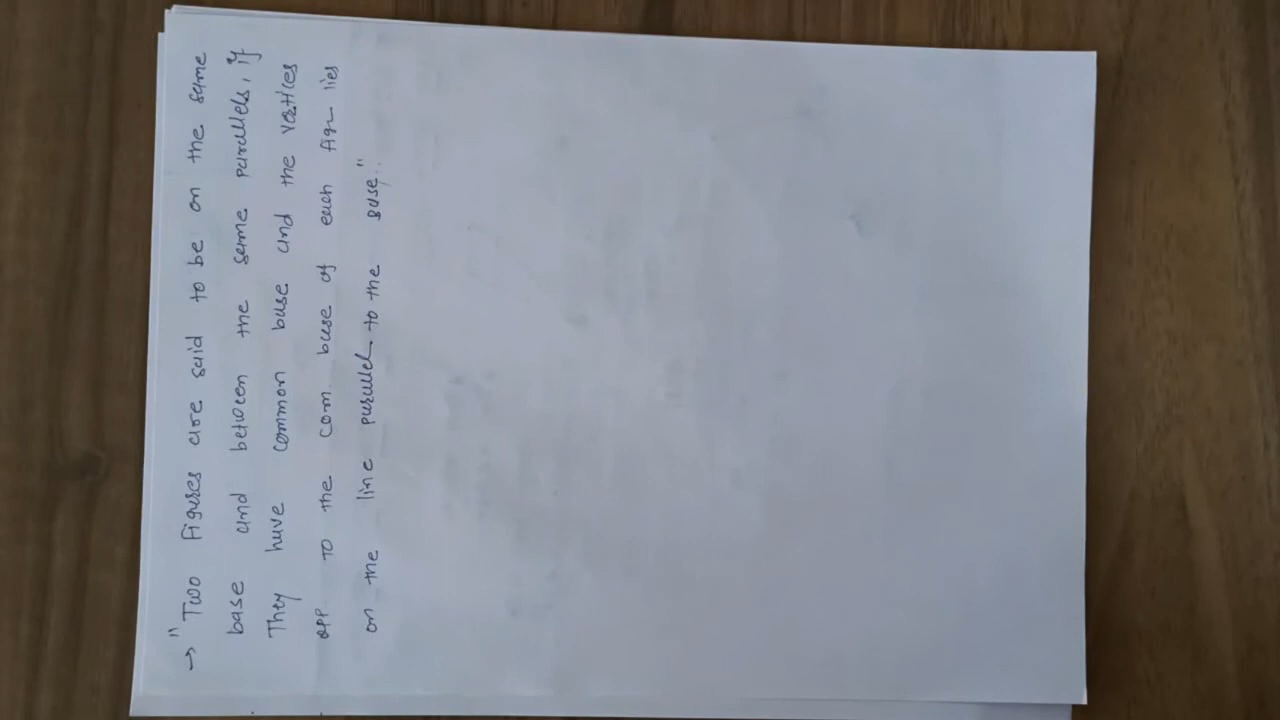 → "Two Figures are said to be on the same
base and between the same parallels, if
They have common base and the vertices
opp to the com base of each fig lies
on the line parallel to the base."